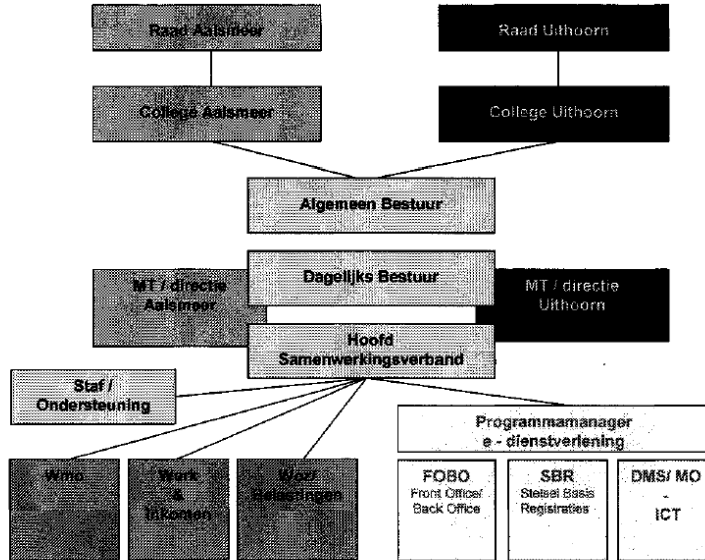 Raad Aalsmeer
Raad Uithoorn
College Aalsmeer
College Uithoorn
Algemeen Bestuur
Dagelijks Bestuur
MT / directie
Aalsmeer
MT / directie
Uithoorn
Hoofd
Samenwerkingsverband
Staf /
Ondersteuning
Programmamanager
e - dienstverlening
Wmo
Work
&
Inkomen
Woz/
Belastingen
FOBO
Front Office/
Back Office
SBR
Stelsel Basis
Registraties
DMS/ MO
-
ICT